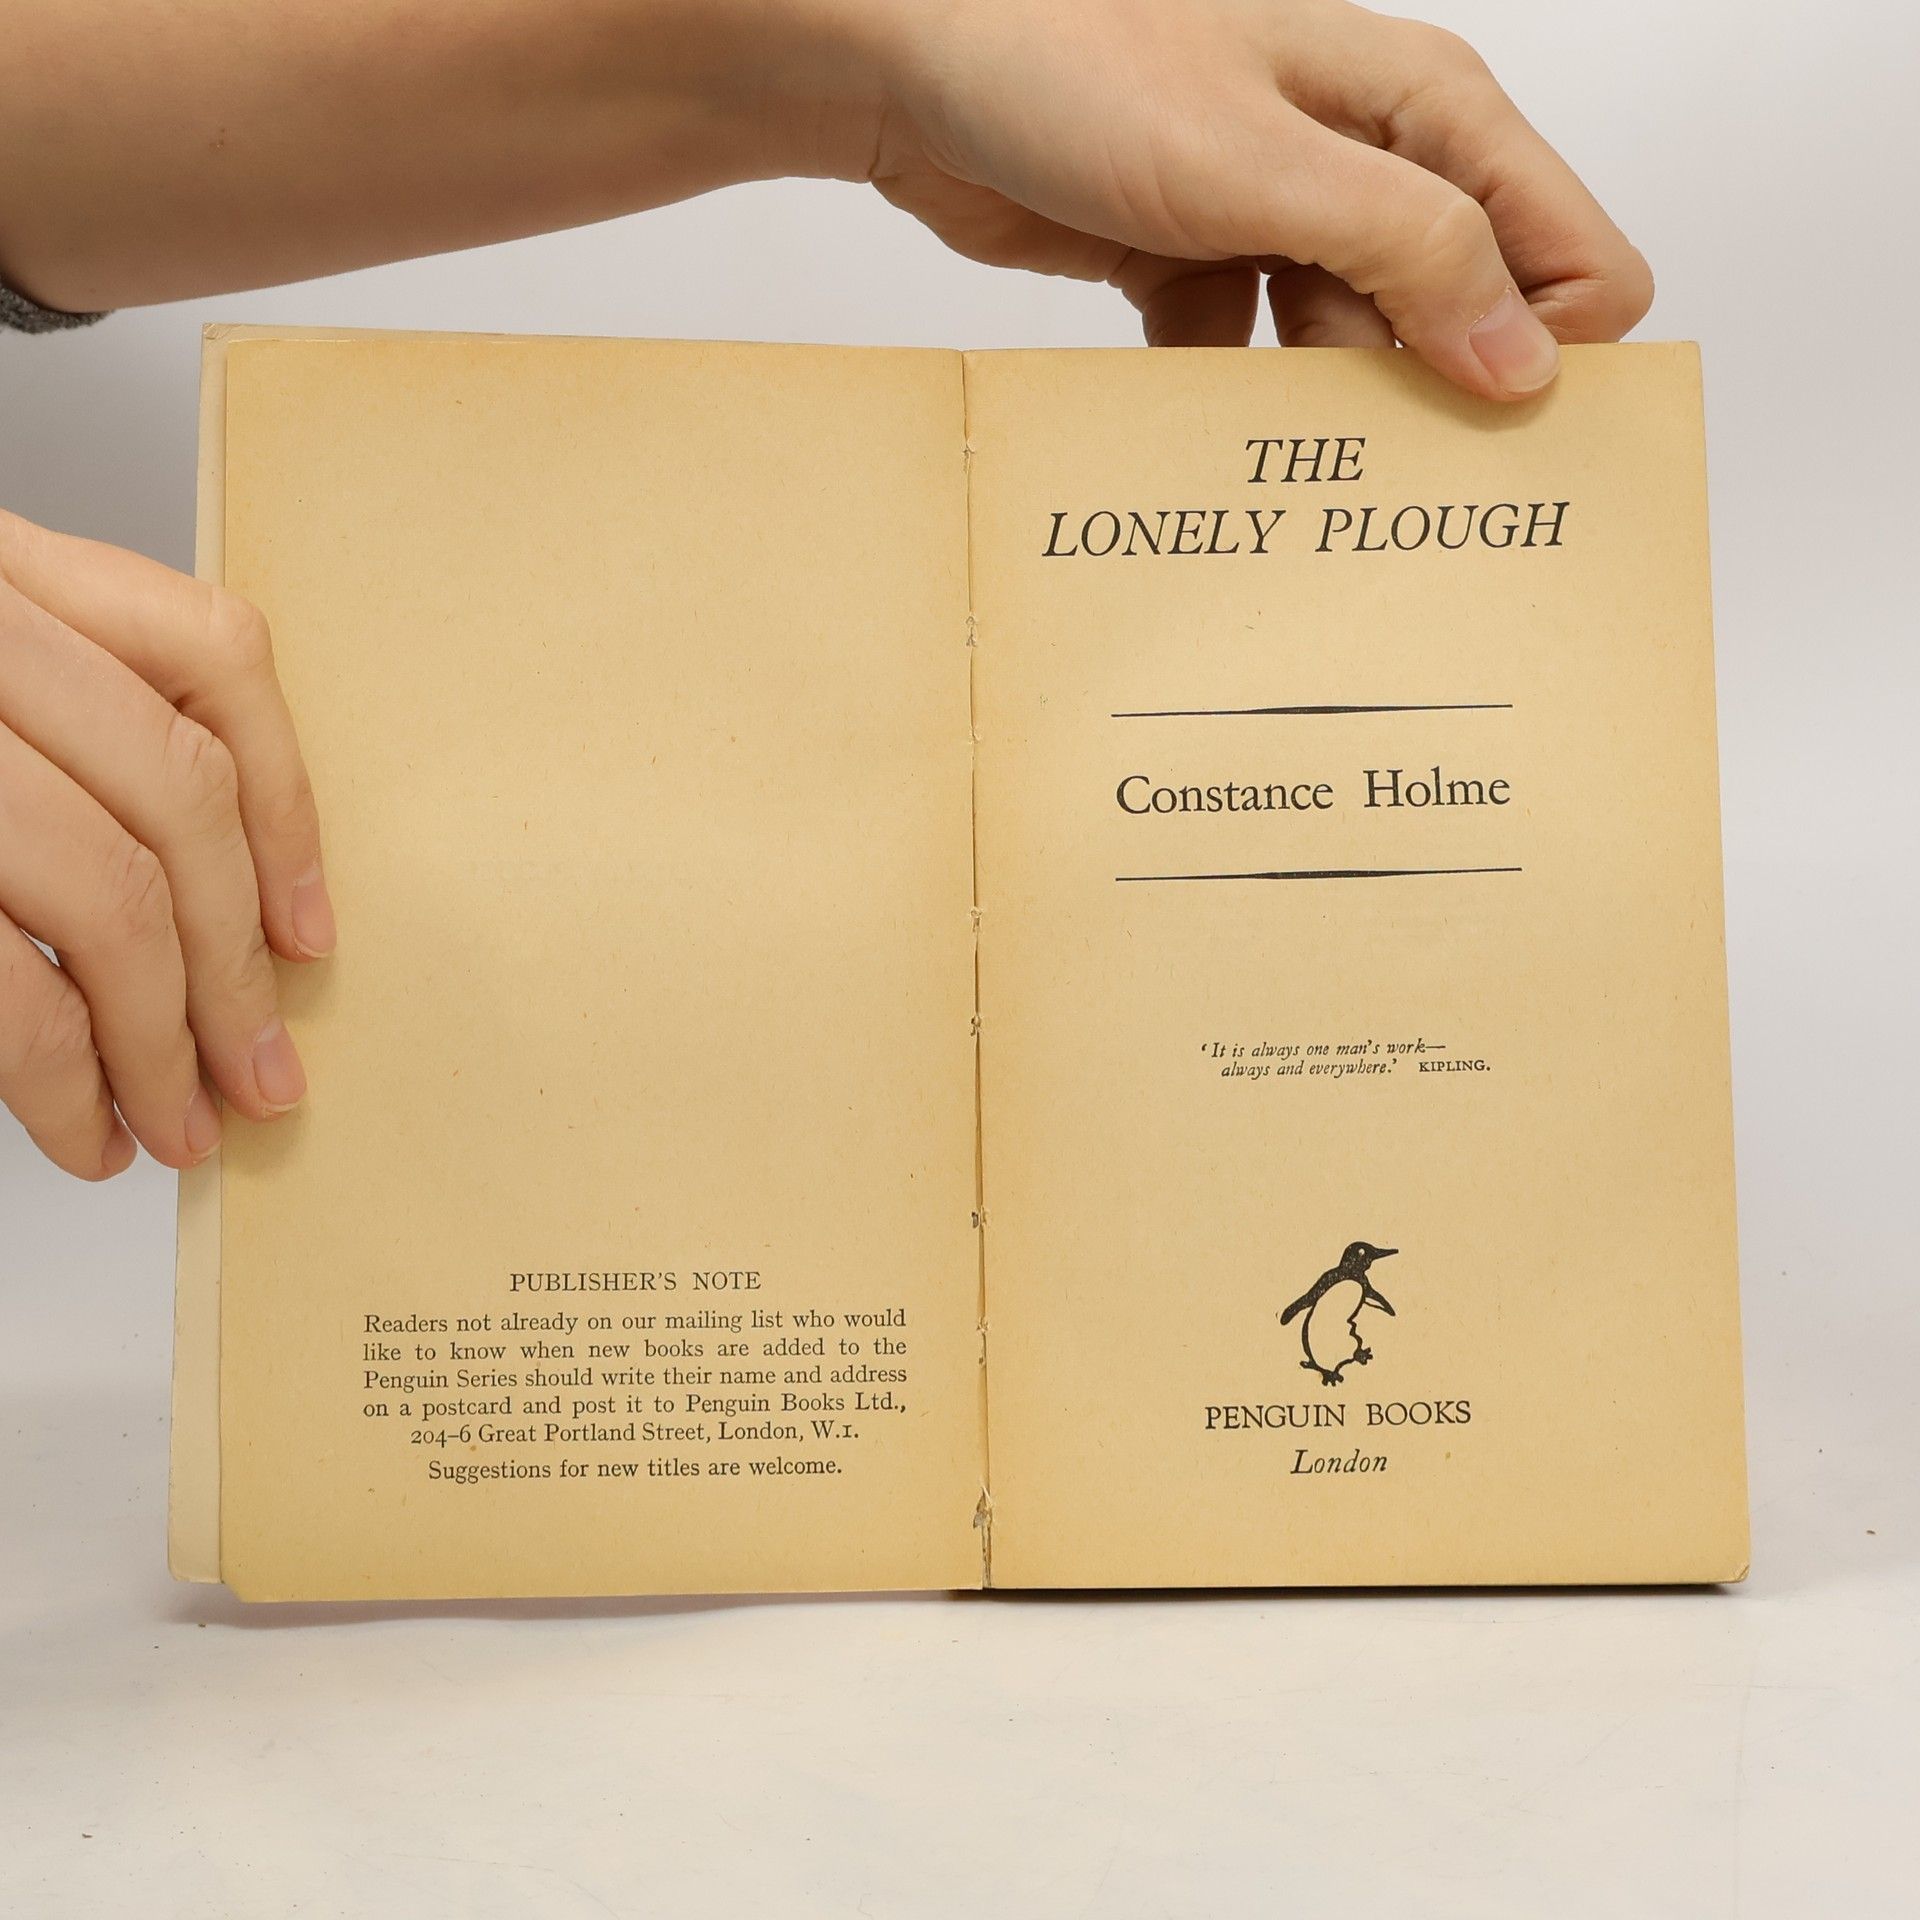 PUBLISHER'S NOTE
Readers not already on our mailing list who would
like to know when new books are added to the
Penguin Series should write their name and address
on a postcard and post it to Penguin Books Ltd.,
204–6 Great Portland Street, London, W.1.
Suggestions for new titles are welcome.
THE
LONELY PLOUGH
Constance Holme
‘It is always one man's work—
always and everywhere.’ KIPLING.
PENGUIN BOOKS
London